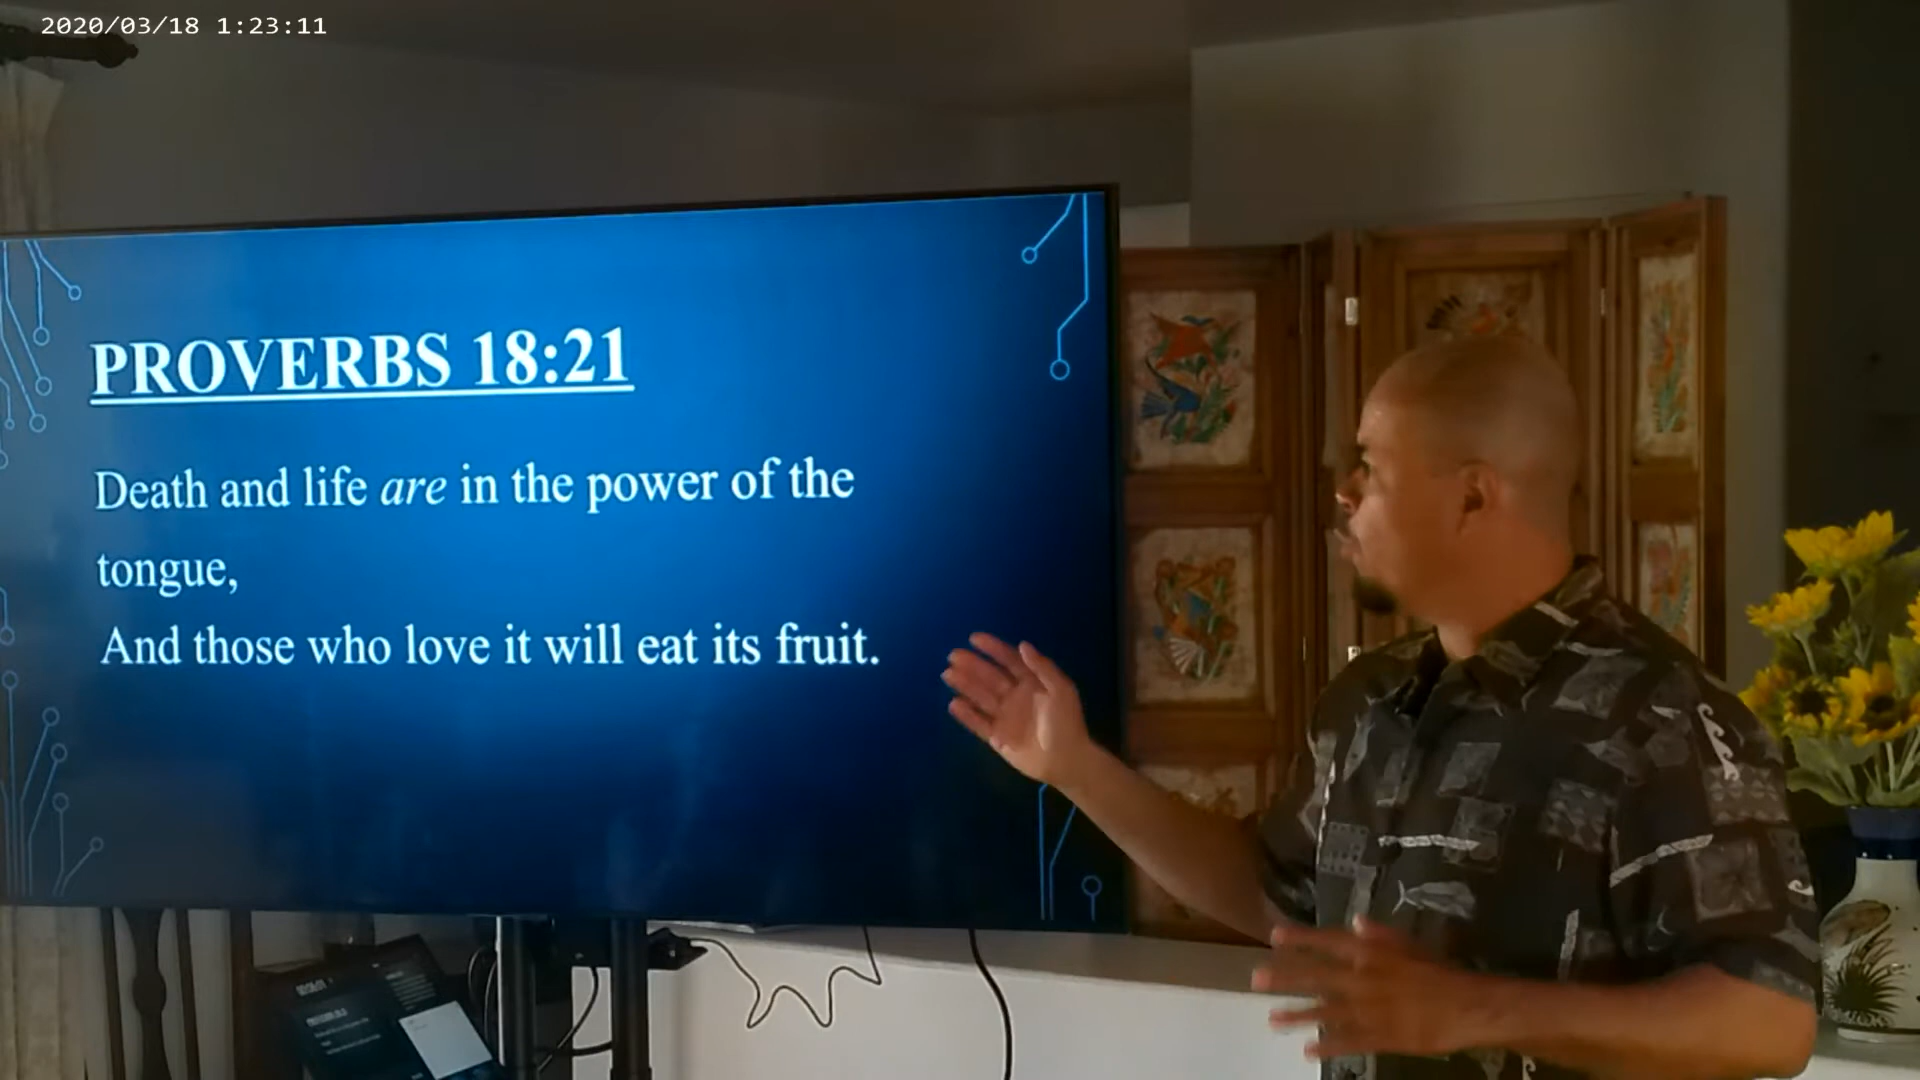 2020/03/18 1:23:11
PROVERBS 18:21
Death and life are in the power of the
tongue,
And those who love it will eat its fruit.